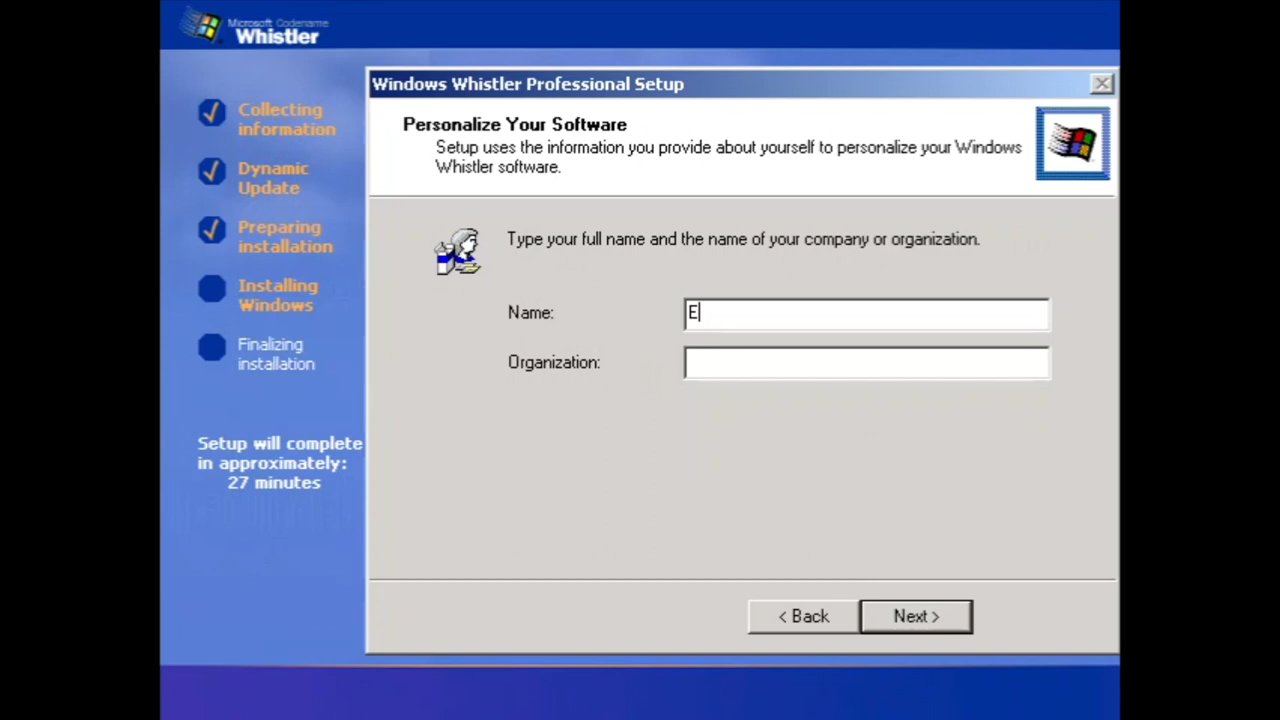 Microsoft Codename
Whistler
Collecting
information
Dynamic
Update
Preparing
installation
Installing
Windows
Finalizing
installation
Setup will complete
in approximately:
27 minutes
Windows Whistler Professional Setup
Personalize Your Software
Setup uses the information you provide about yourself to personalize your Windows
Whistler software.
Type your full name and the name of your company or organization.
Name:
E
Organization:
< Back
Next >